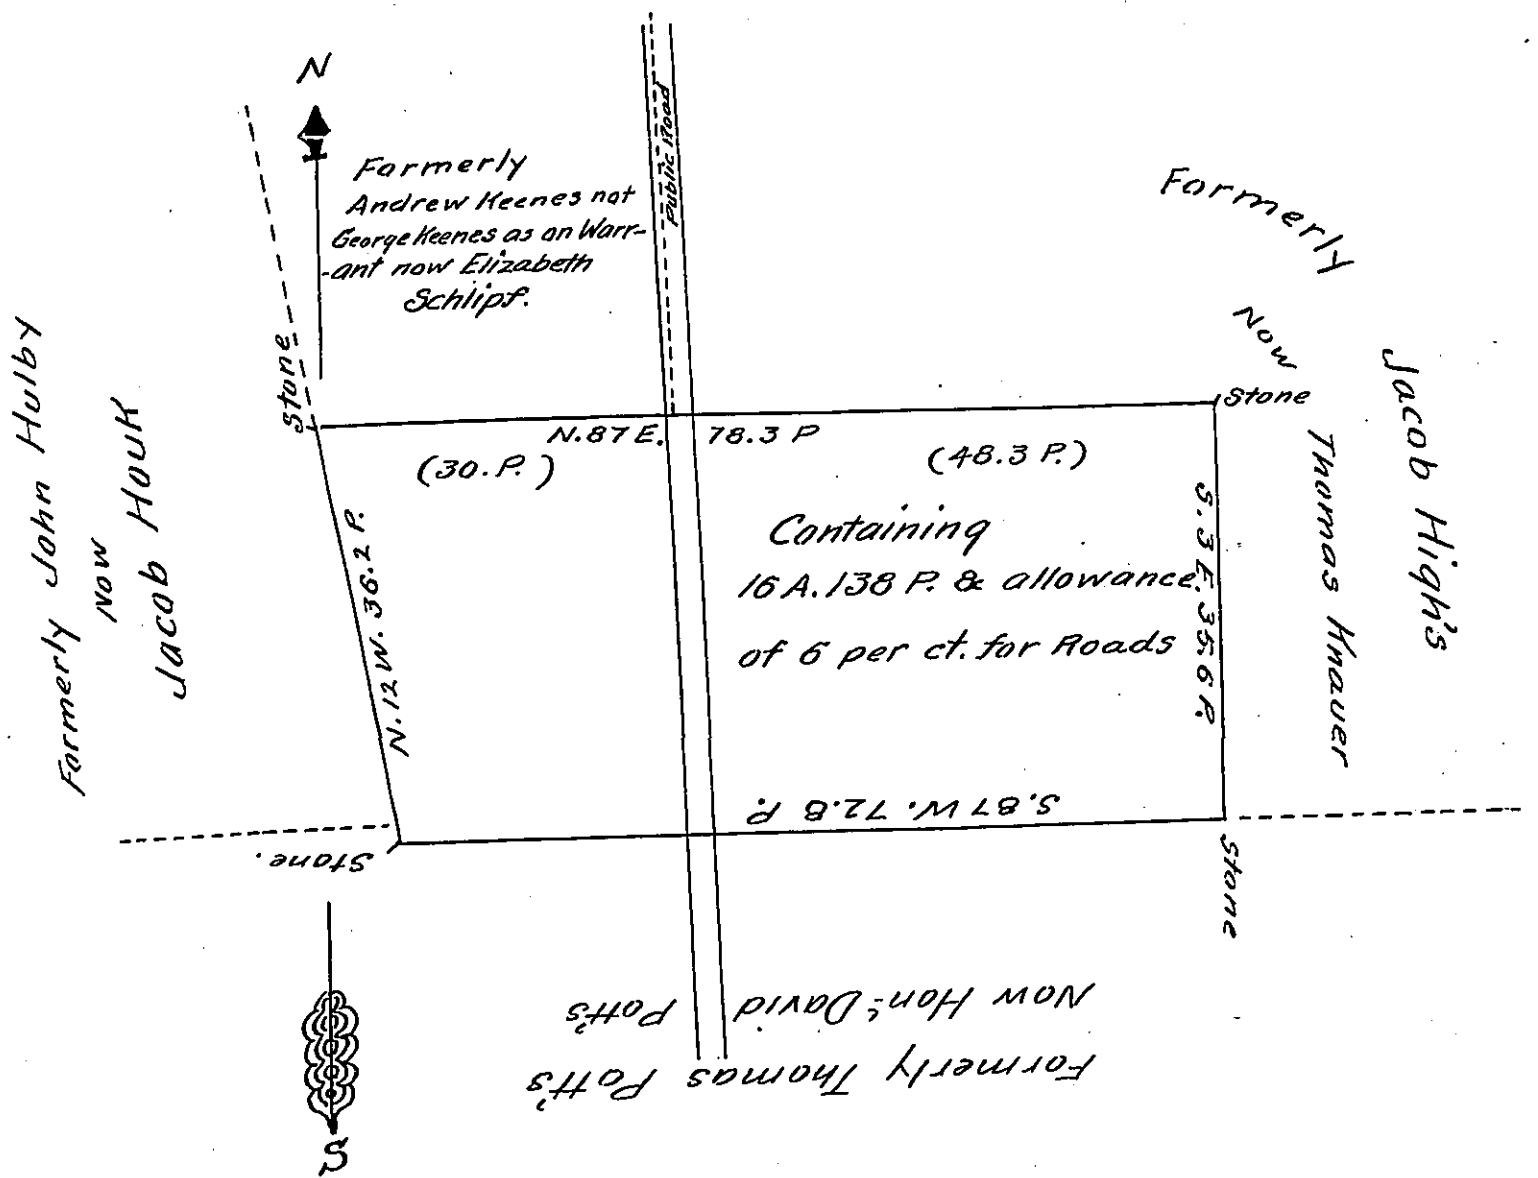 N
Formerly
Andrew Keenes not
George Keenes as on Warr-
-ant now Elizabeth
Schlipf.
Public Road
Formerly
Jacob High's
Now
Thomas Knauer
Formerly John Hulby
Now
Jacob Houk
Stone
Stone
N.87 E. 78.3 P
(30. P.)
(48.3 P.)
N. 12 W. 36.2 P.
Containing
16 A. 138 P. & allowance
of 6 per ct. for Roads
S. 3 E. 35.6 P.
S. 87 W. 72.8 P.
Stone.
Stone
Now Hon. David Pott's
Formerly Thomas Pott's
S